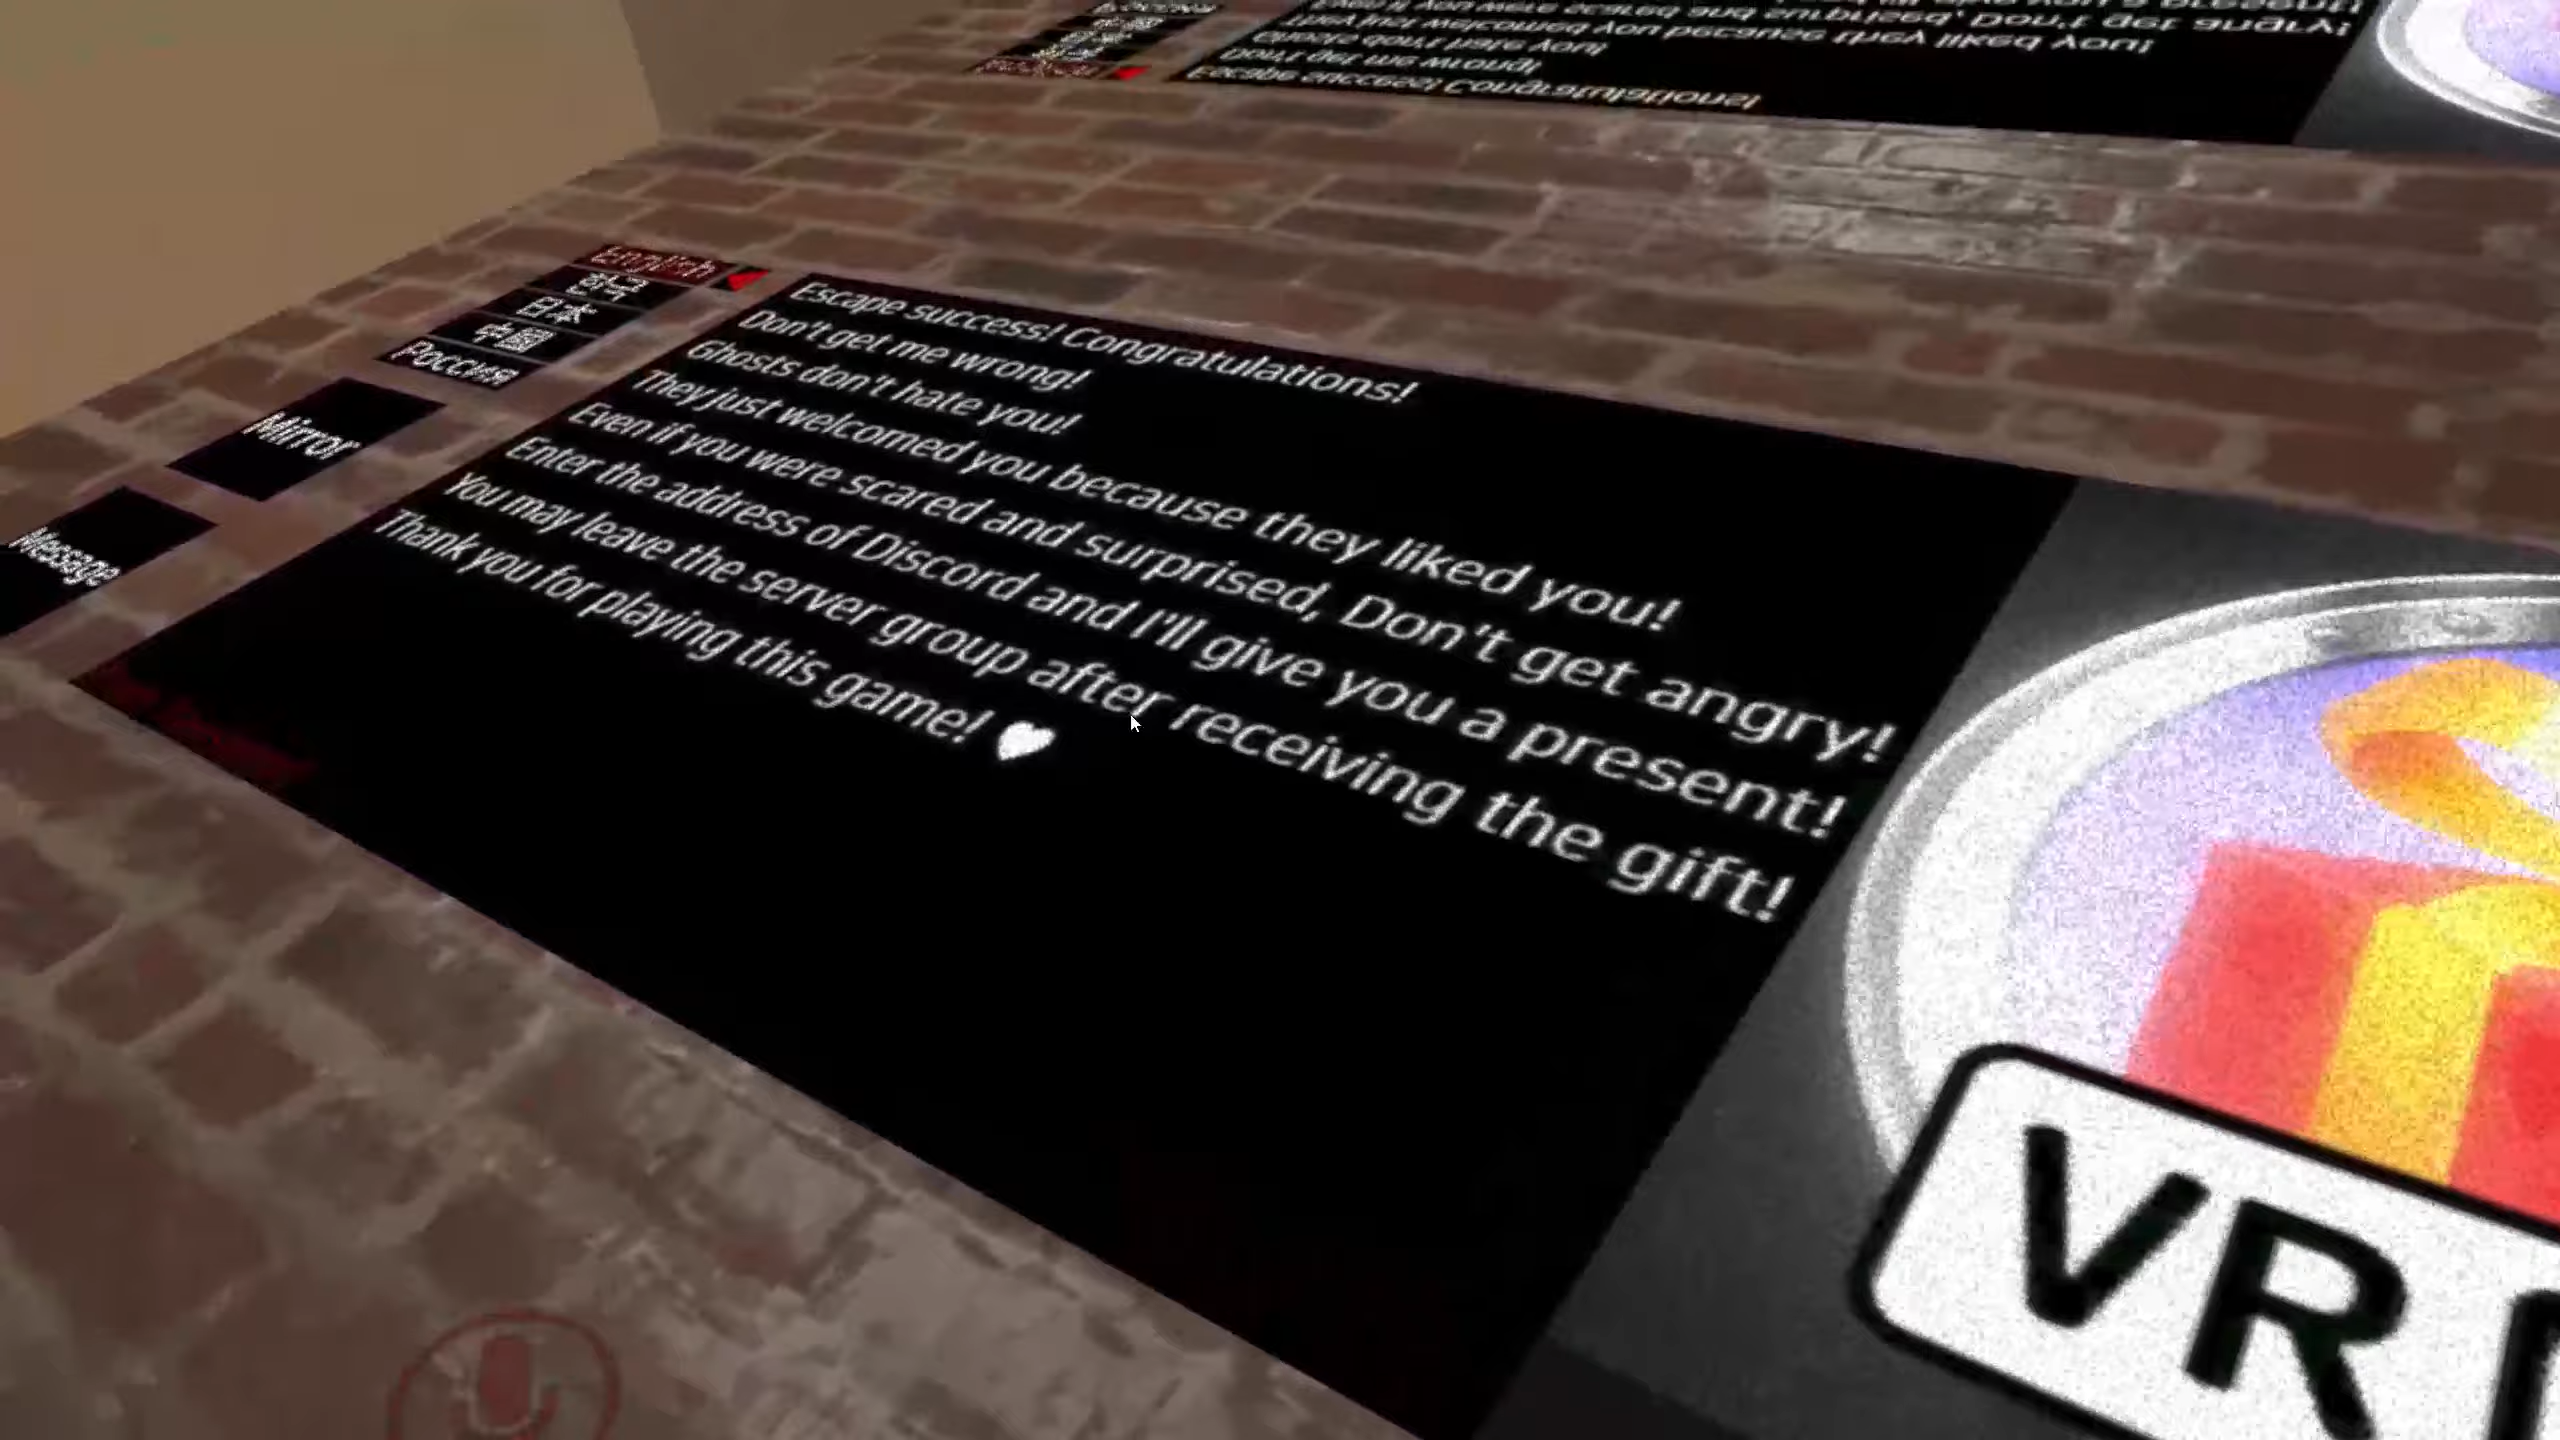 English
한국
日本
中國
Россия
Mirror
Message
Escape success! Congratulations!
Don't get me wrong!
Ghosts don't hate you!
They just welcomed you because they liked you!
Even if you were scared and surprised, Don't get angry!
Enter the address of Discord and I'll give you a present!
You may leave the server group after receiving the gift!
Thank you for playing this game!
VR